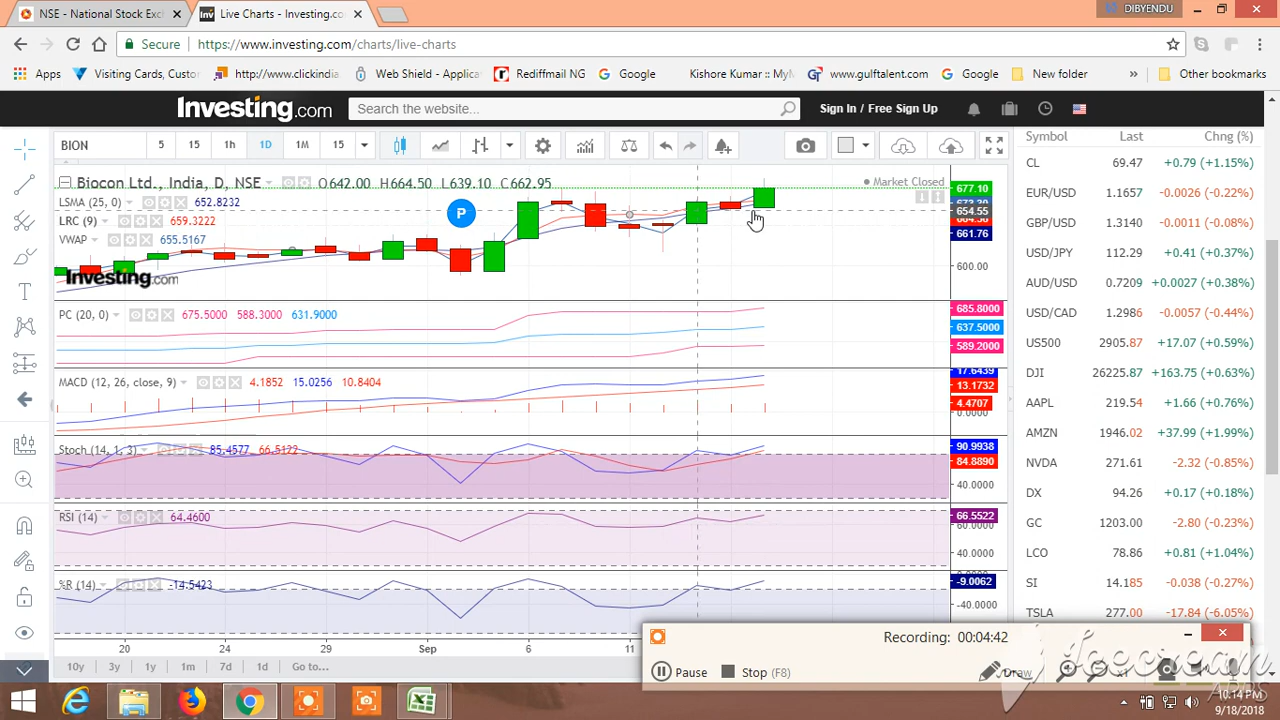 NSE - National Stock Exc
Live Charts - Investing.com
DIBYENDU
Secure
https://www.investing.com/charts/live-charts
Apps
Visiting Cards, Custor
http://www.clickindia
Web Shield - Applica
Rediffmail NG
Google
Kishore Kumar :: MyM
www.gulftalent.com
Google
New folder
»
Other bookmarks
Investing.com
Search the website...
Sign In / Free Sign Up
BION
5
15
1h
1D
1M
15
Symbol Last Chng (%)
Biocon Ltd., India, D, NSE
O642.00 H664.50 L639.10 C662.95
Market Closed
LSMA (25, 0) 652.8232
LRC (9) 659.3222
VWAP 655.5167
P
677.10
654.55
661.76
600.00
Investing.com
PC (20, 0) 675.5000 588.3000 631.9000
685.8000
637.5000
589.2000
MACD (12, 26, close, 9) 4.1852 15.0256 10.8404
17.6439
13.1732
4.4707
0.0000
Stoch (14, 1, 3) 85.4577 66.5122
90.9938
84.8890
40.0000
RSI (14) 64.4600
66.5522
60.0000
40.0000
%R (14) -14.5423
-9.0062
-40.0000
20 24 29 Sep 6 11
10y 3y 1y 1m 7d 1d Go to...
CL 69.47 +0.79 (+1.15%)
EUR/USD 1.1657 -0.0026 (-0.22%)
GBP/USD 1.3140 -0.0011 (-0.08%)
USD/JPY 112.29 +0.41 (+0.37%)
AUD/USD 0.7209 +0.0027 (+0.38%)
USD/CAD 1.2986 -0.0057 (-0.44%)
US500 2905.87 +17.07 (+0.59%)
DJI 26225.87 +163.75 (+0.63%)
AAPL 219.54 +1.66 (+0.76%)
AMZN 1946.02 +37.99 (+1.99%)
NVDA 271.61 -2.32 (-0.85%)
DX 94.26 +0.17 (+0.18%)
GC 1203.00 -2.80 (-0.23%)
LCO 78.86 +0.81 (+1.04%)
SI 14.185 -0.038 (-0.27%)
TSLA 277.00 -17.84 (-6.05%)
Recording: 00:04:42
Pause
Stop (F8)
Draw
x1
Icecream
APPS
10:14 PM
9/18/2018